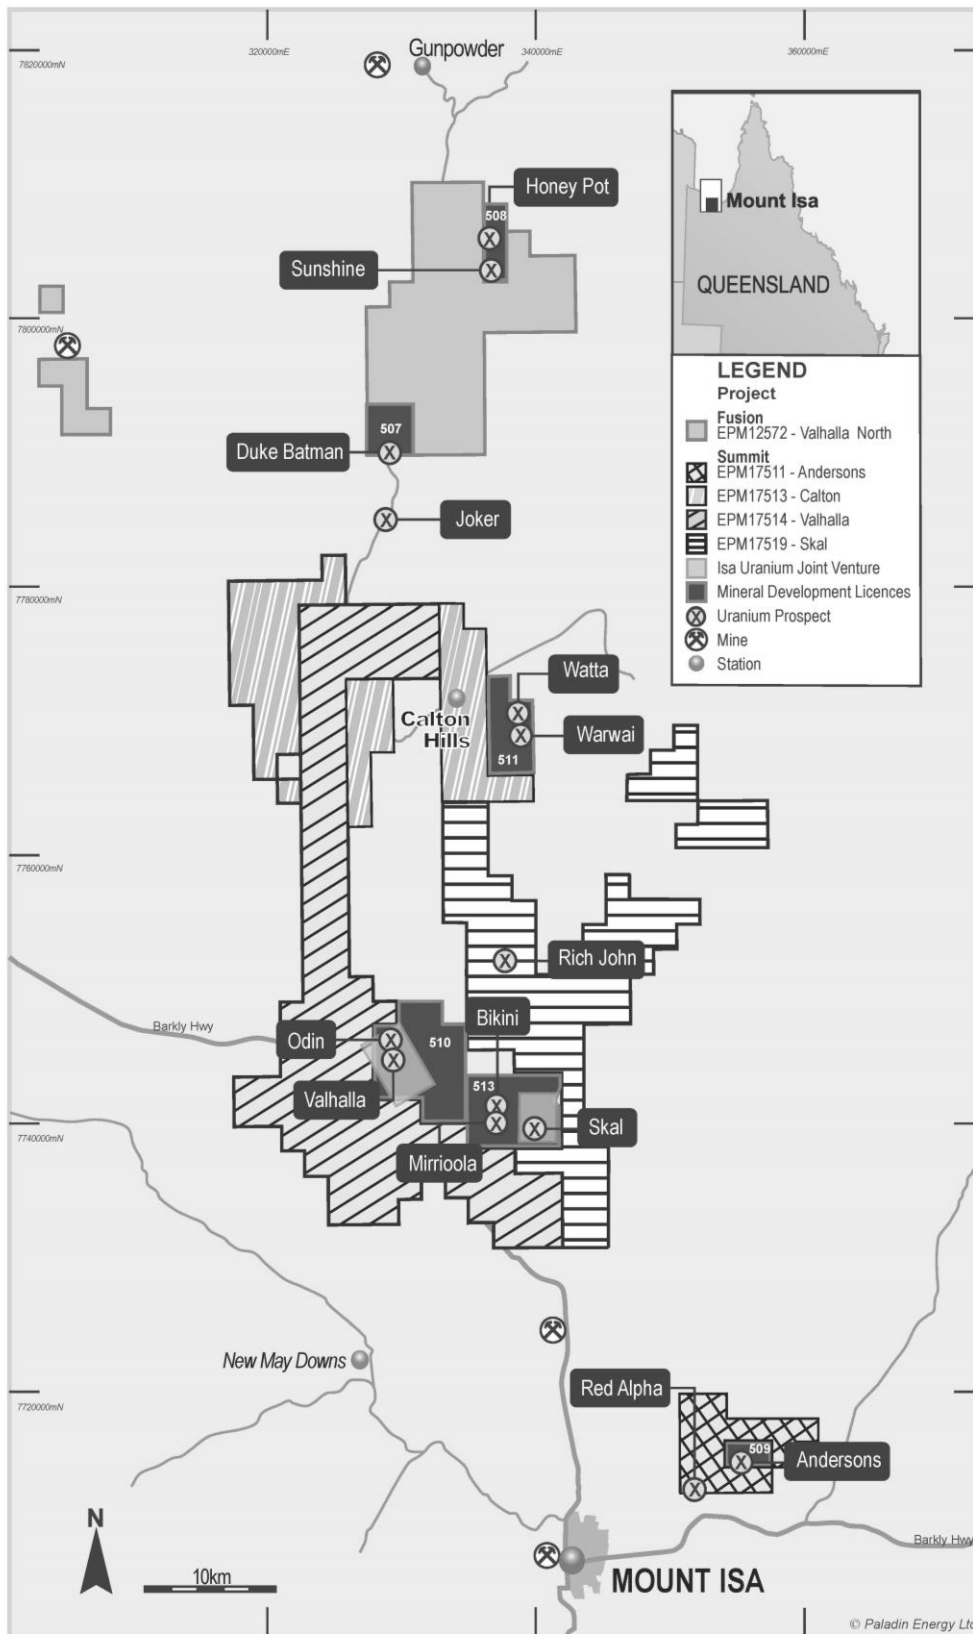 320000mE
340000mE
360000mE
7820000mN
Gunpowder
Honey Pot
508
Sunshine
Mount Isa
QUEENSLAND
7800000mN
LEGEND
Project
Fusion
EPM12572 - Valhalla North
Summit
EPM17511 - Andersons
EPM17513 - Calton
EPM17514 - Valhalla
EPM17519 - Skal
Isa Uranium Joint Venture
Mineral Development Licences
Uranium Prospect
Mine
Station
507
Duke Batman
Joker
7780000mN
Watta
Calton
Hills
Warwai
511
7760000mN
Rich John
Bikini
Barkly Hwy
Odin
510
Valhalla
513
Skal
7740000mN
Mirrioola
New May Downs
Red Alpha
7720000mN
509
Andersons
N
10km
Barkly Hwy
MOUNT ISA
© Paladin Energy Ltd